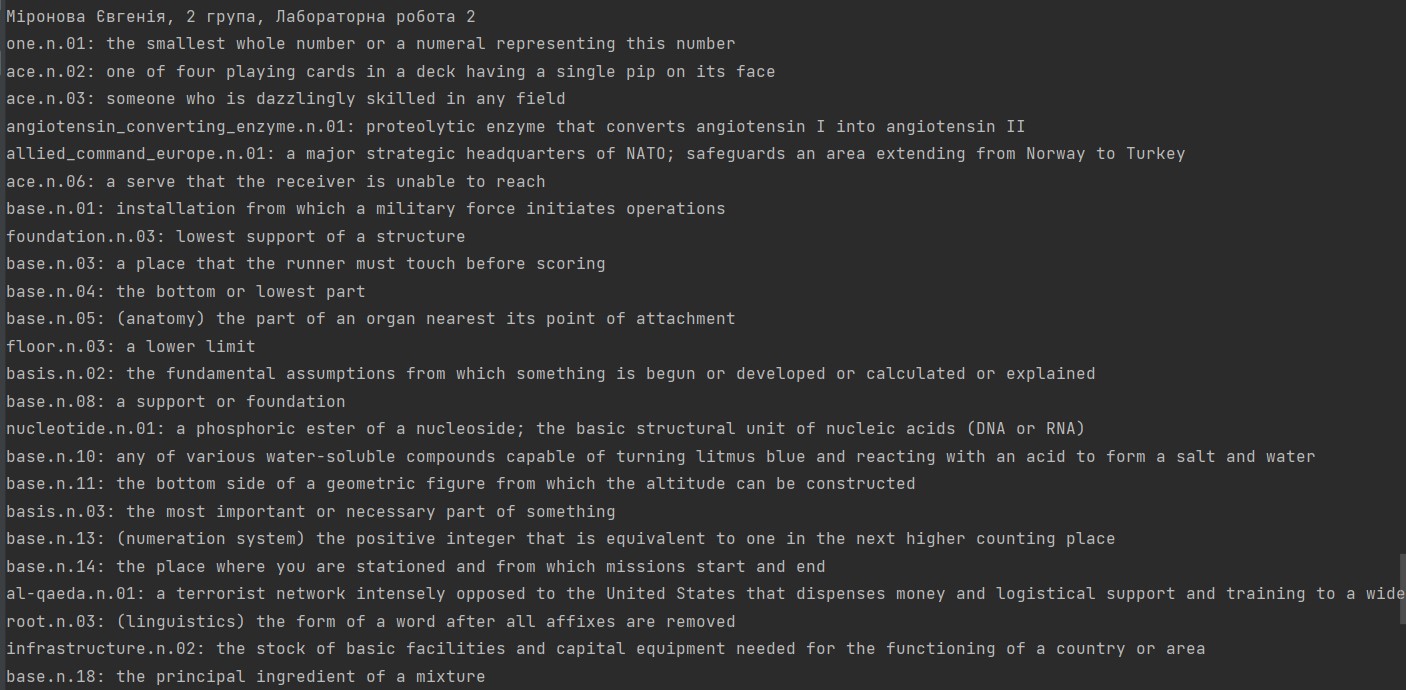 Міронова Євгенія, 2 група, Лабораторна робота 2
one.n.01: the smallest whole number or a numeral representing this number
ace.n.02: one of four playing cards in a deck having a single pip on its face
ace.n.03: someone who is dazzlingly skilled in any field
angiotensin_converting_enzyme.n.01: proteolytic enzyme that converts angiotensin I into angiotensin II
allied_command_europe.n.01: a major strategic headquarters of NATO; safeguards an area extending from Norway to Turkey
ace.n.06: a serve that the receiver is unable to reach
base.n.01: installation from which a military force initiates operations
foundation.n.03: lowest support of a structure
base.n.03: a place that the runner must touch before scoring
base.n.04: the bottom or lowest part
base.n.05: (anatomy) the part of an organ nearest its point of attachment
floor.n.03: a lower limit
basis.n.02: the fundamental assumptions from which something is begun or developed or calculated or explained
base.n.08: a support or foundation
nucleotide.n.01: a phosphoric ester of a nucleoside; the basic structural unit of nucleic acids (DNA or RNA)
base.n.10: any of various water-soluble compounds capable of turning litmus blue and reacting with an acid to form a salt and water
base.n.11: the bottom side of a geometric figure from which the altitude can be constructed
basis.n.03: the most important or necessary part of something
base.n.13: (numeration system) the positive integer that is equivalent to one in the next higher counting place
base.n.14: the place where you are stationed and from which missions start and end
al-qaeda.n.01: a terrorist network intensely opposed to the United States that dispenses money and logistical support and training to a wide
root.n.03: (linguistics) the form of a word after all affixes are removed
infrastructure.n.02: the stock of basic facilities and capital equipment needed for the functioning of a country or area
base.n.18: the principal ingredient of a mixture